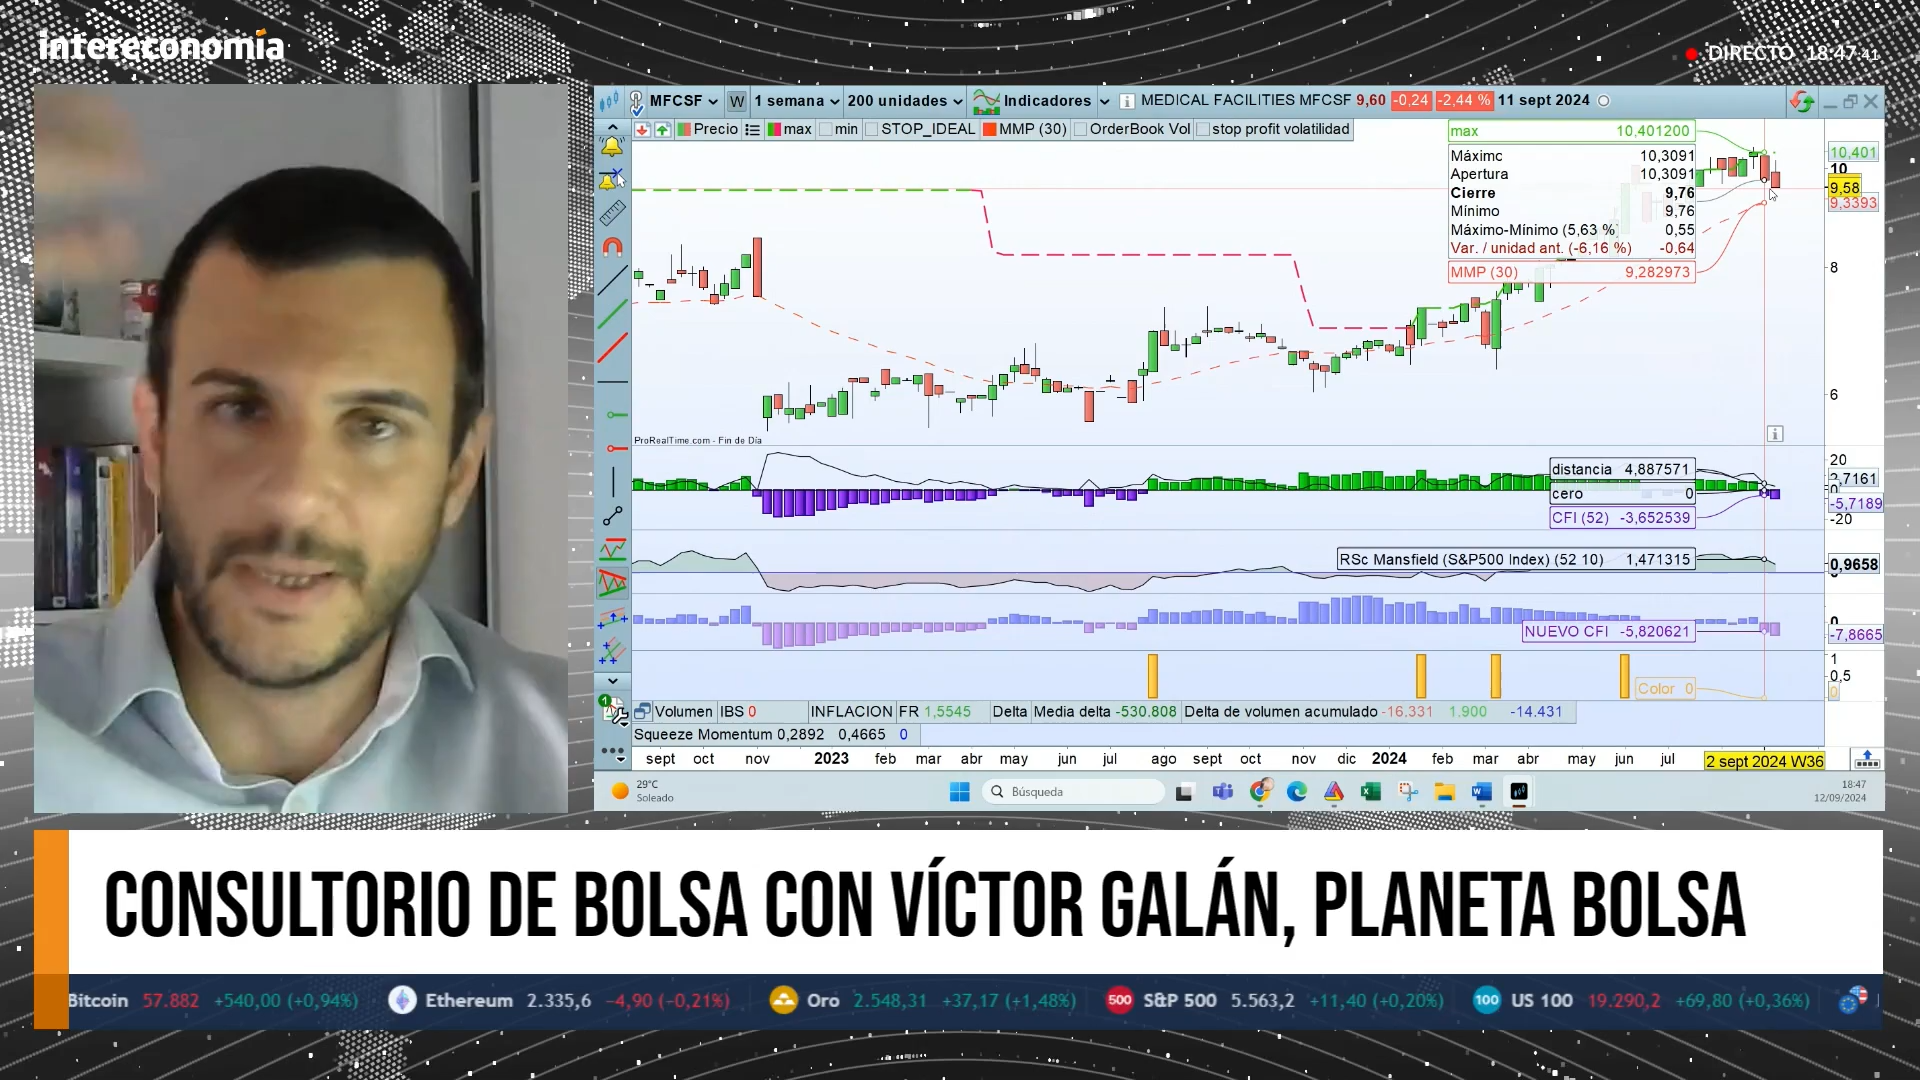 intereconomía
DIRECTO 18:47:41
MFCSF W 1 semana 200 unidades Indicadores MEDICAL FACILITIES MFCSF 9,60 -0,24 -2,44 % 11 sept 2024
Precio max min STOP_IDEAL MMP (30) OrderBook Vol stop profit volatilidad
max 10,401200
Máximo 10,3091
Apertura 10,3091
Cierre 9,76
Mínimo 9,76
Máximo-Mínimo (5,63 %) 0,55
Var. / unidad ant. (-6,16 %) -0,64
MMP (30) 9,282973
10,401
10
9,58
9,3393
8
6
ProRealTime.com - Fin de Día
distancia 4,887571
cero 0
CFI (52) -3,652539
20
2,7161
0
-5,7189
-20
RSc Mansfield (S&P500 Index) (52 10) 1,471315
0,9658
NUEVO CFI -5,820621
0
-7,8665
Color 0
1
0,5
0
1
Volumen IBS 0 INFLACION FR 1,5545 Delta Media delta -530.808 Delta de volumen acumulado -16.331 1.900 -14.431
Squeeze Momentum 0,2892 0,4665 0
sept oct nov 2023 feb abr may jun jul ago sept oct nov dic 2024 feb mar abr may jun jul 2 sept 2024 W36
29°C
Soleado
Búsqueda
18:47
12/09/2024
CONSULTORIO DE BOLSA CON VÍCTOR GALÁN, PLANETA BOLSA
Bitcoin 57.882 +540,00 (+0,94%) Ethereum 2.335,6 −4,90 (−0,21%) Oro 2.548,31 +37,17 (+1,48%) 500 S&P 500 5.563,2 +11,40 (+0,20%) 100 US 100 19.290,2 +69,80 (+0,36%)